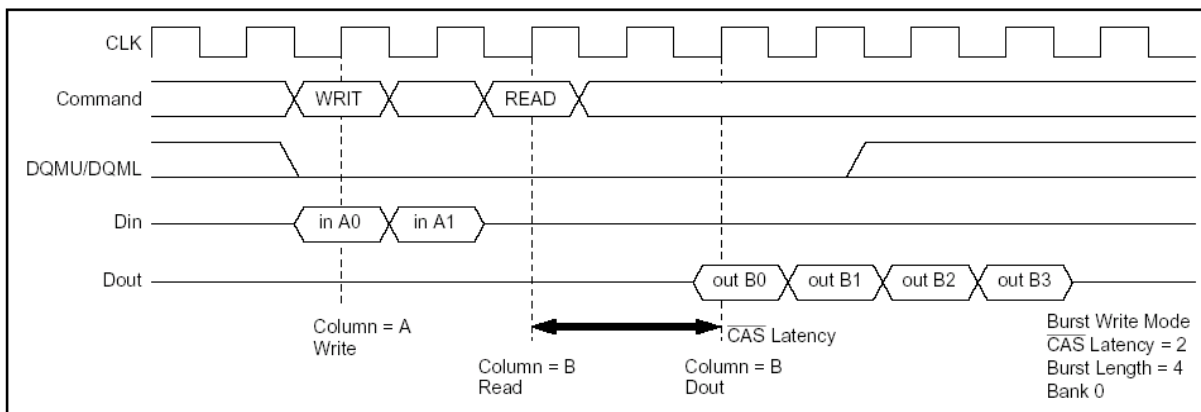 CLK
Command WRIT READ
DQMU/DQML
Din in A0 in A1
Dout out B0 out B1 out B2 out B3
Column = A
Write
CAS Latency
Column = B
Read
Column = B
Dout
Burst Write Mode
CAS Latency = 2
Burst Length = 4
Bank 0